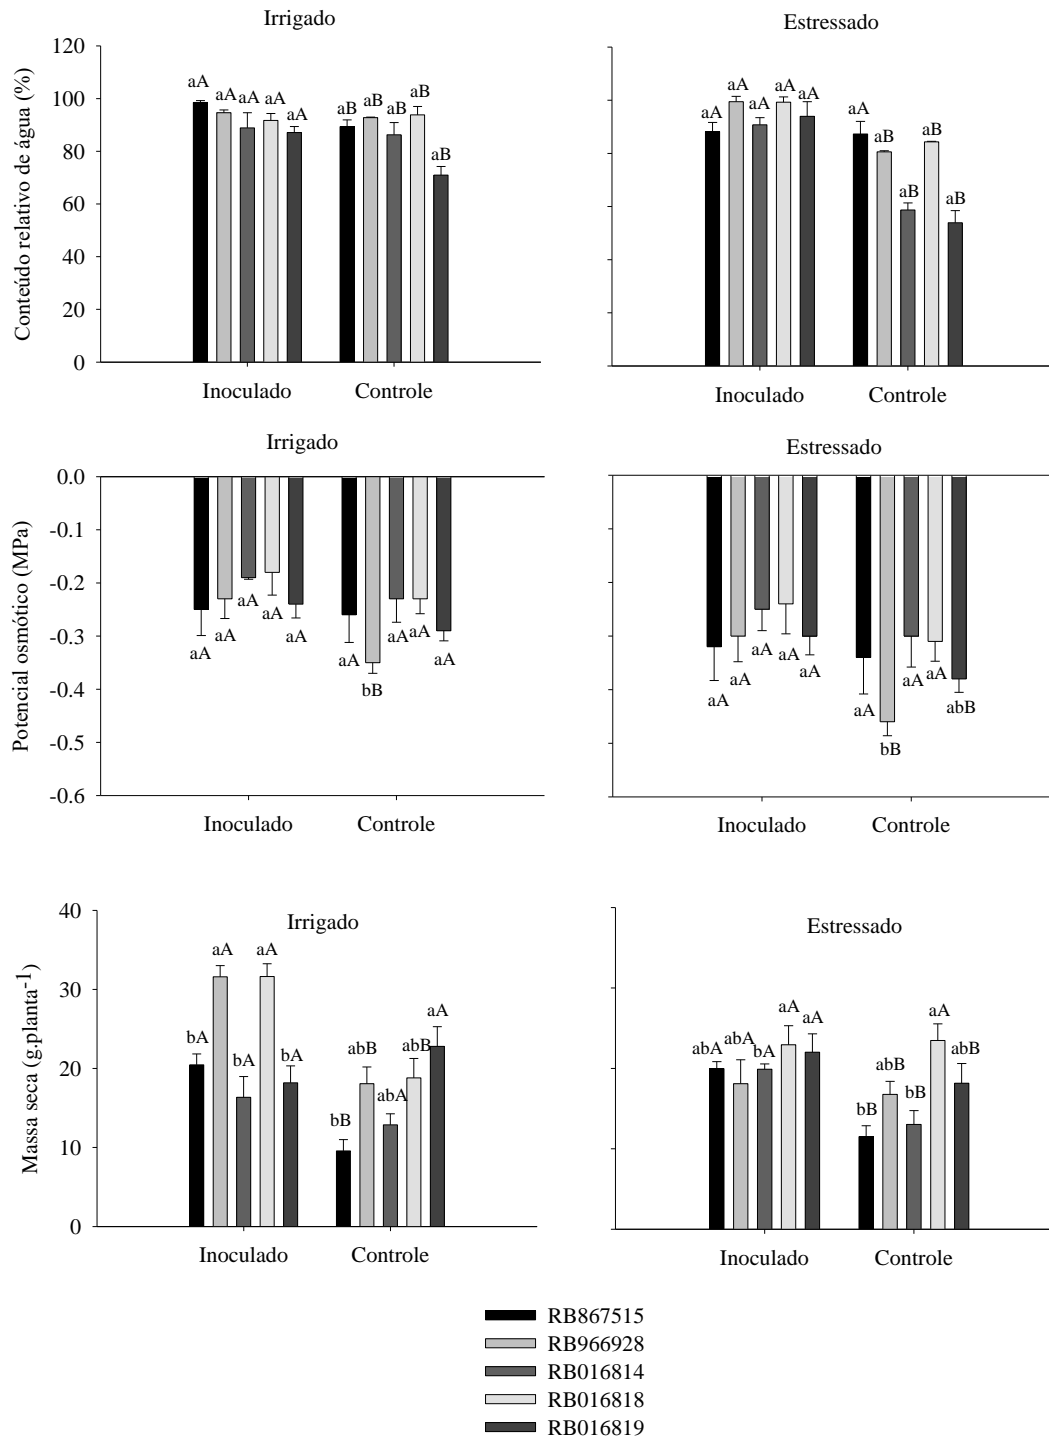 Irrigado
Estressado
Conteúdo relativo de água (%)
120
100
80
60
40
20
0
aA aA aA aA aA aB aB aB aB aB
aA aA aA aA aA aA aB aB aB aB
Inoculado Controle
Inoculado Controle
Irrigado
Estressado
Potencial osmótico (MPa)
0.0
-0.1
-0.2
-0.3
-0.4
-0.5
-0.6
aA aA aA aA aA aA bB aA aA aA
aA aA aA aA aA aA bB aA aA abB
Inoculado Controle
Inoculado Controle
Irrigado
Estressado
Massa seca (g.planta-1)
40
30
20
10
0
bA aA bA aA bA bB abB abA abB aA
abA abA bA aA aA bB abB bB aA abB
Inoculado Controle
Inoculado Controle
RB867515
RB966928
RB016814
RB016818
RB016819